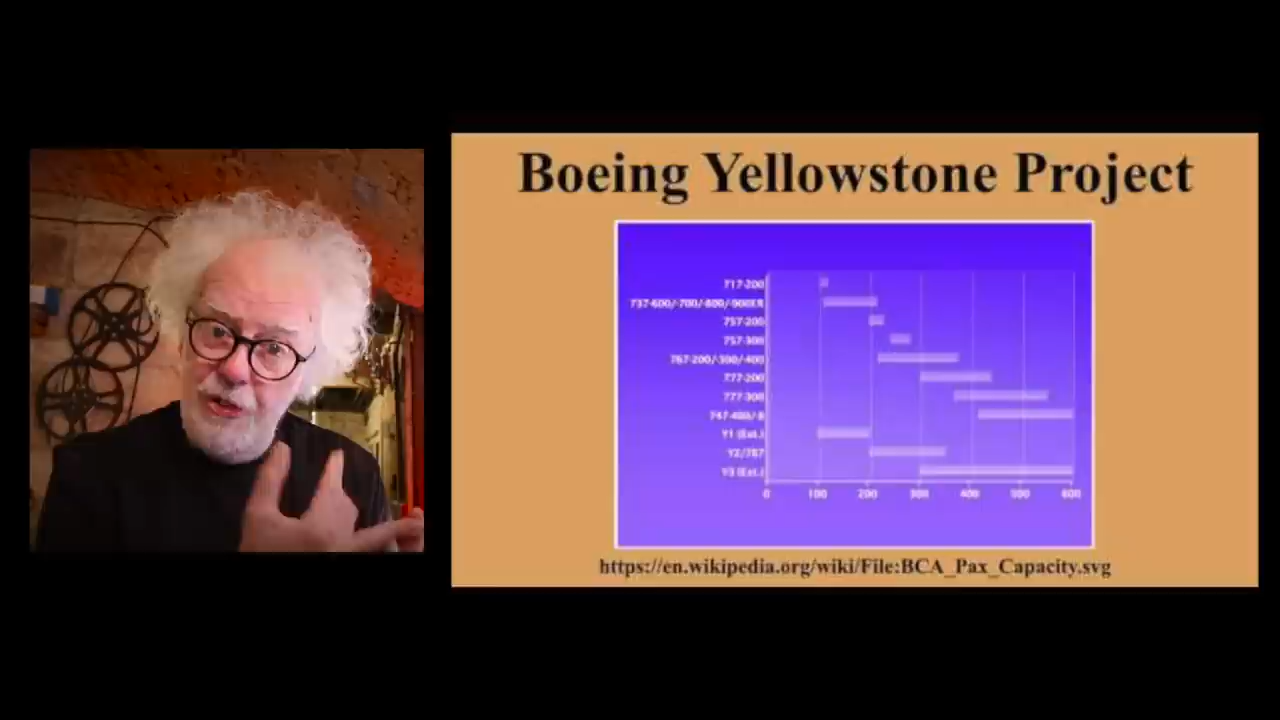 Boeing Yellowstone Project
717-200
737-600/-700/-800/-900ER
757-200
757-300
767-200/-300/-400
777-200
777-300
747-400/-8
Y1 (Est.)
Y2/787
Y3 (Est.)
0 100 200 300 400 500 600
https://en.wikipedia.org/wiki/File:BCA_Pax_Capacity.svg